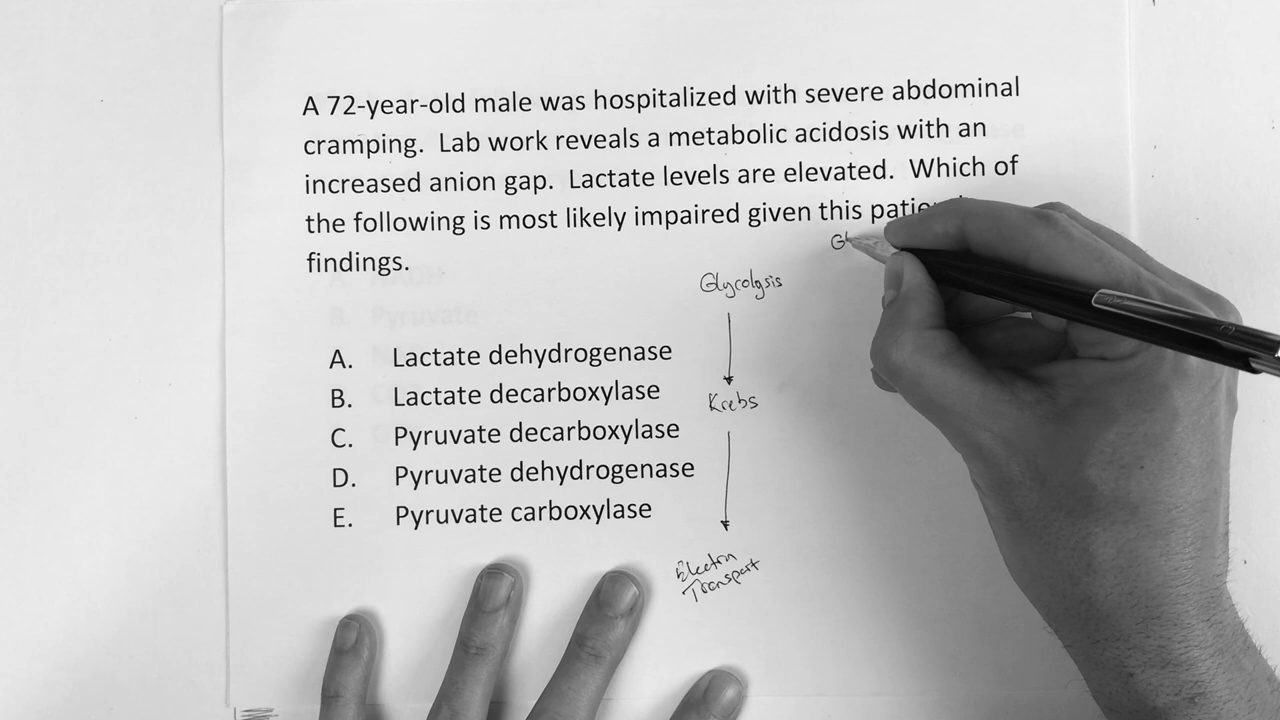 A 72-year-old male was hospitalized with severe abdominal
cramping. Lab work reveals a metabolic acidosis with an
increased anion gap. Lactate levels are elevated. Which of
the following is most likely impaired given this
findings.
Gl
Glycolysis
A. Lactate dehydrogenase
B. Lactate decarboxylase
Krebs
C. Pyruvate decarboxylase
D. Pyruvate dehydrogenase
E. Pyruvate carboxylase
Electron
Transport